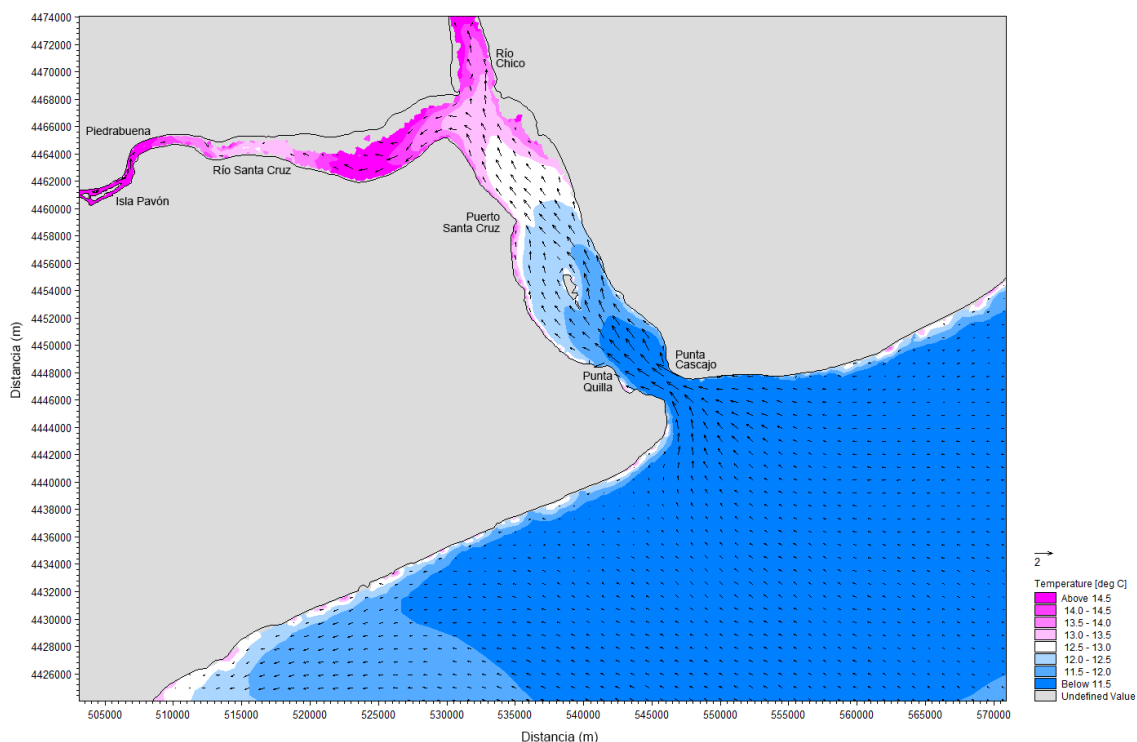 4474000
4472000
4470000
4468000
4466000
4464000
4462000
4460000
4458000
4456000
4454000
4452000
4450000
4448000
4446000
4444000
4442000
4440000
4438000
4436000
4434000
4432000
4430000
4428000
4426000
Distancia (m)
Río
Chico
Piedrabuena
Río Santa Cruz
Isla Pavón
Puerto
Santa Cruz
Punta
Cascajo
Punta
Quilla
505000 510000 515000 520000 525000 530000 535000 540000 545000 550000 555000 560000 565000 570000
Distancia (m)
2
Temperature [deg C]
Above 14.5
14.0 - 14.5
13.5 - 14.0
13.0 - 13.5
12.5 - 13.0
12.0 - 12.5
11.5 - 12.0
Below 11.5
Undefined Value